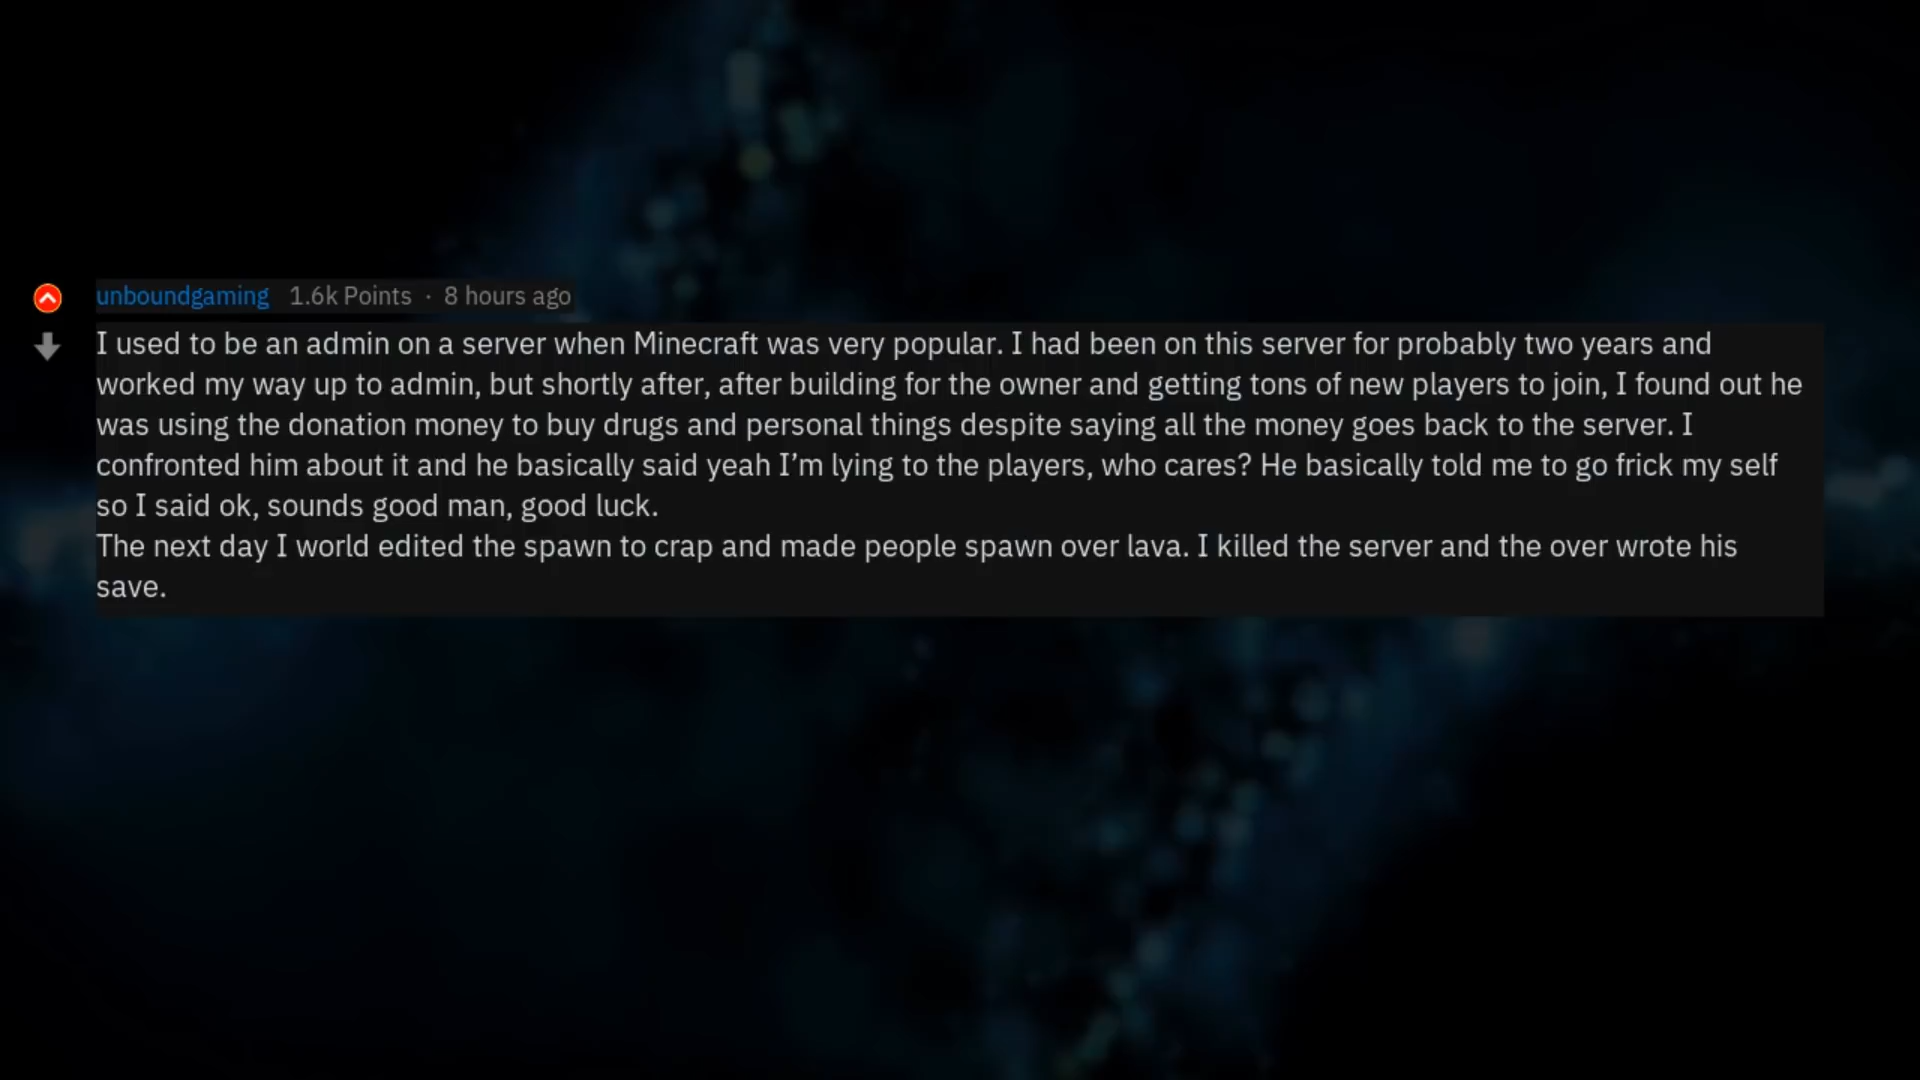 unboundgaming 1.6k Points · 8 hours ago
I used to be an admin on a server when Minecraft was very popular. I had been on this server for probably two years and
worked my way up to admin, but shortly after, after building for the owner and getting tons of new players to join, I found out he
was using the donation money to buy drugs and personal things despite saying all the money goes back to the server. I
confronted him about it and he basically said yeah I’m lying to the players, who cares? He basically told me to go frick my self
so I said ok, sounds good man, good luck.
The next day I world edited the spawn to crap and made people spawn over lava. I killed the server and the over wrote his
save.